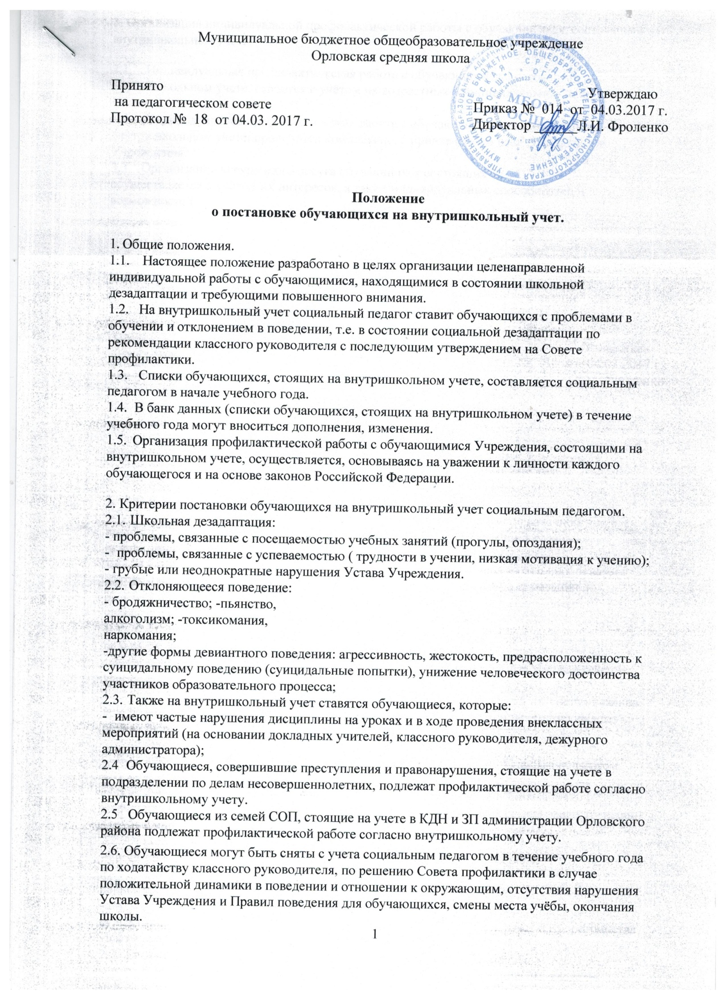 Муниципальное бюджетное общеобразовательное учреждение
Орловская средняя школа
Принято
на педагогическом совете
Протокол № 18 от 04.03. 2017 г.
Утверждаю
Приказ № 014 от 04.03.2017 г.
Директор ______Л.И. Фроленко
МБОУ
ОСШ
Положение
о постановке обучающихся на внутришкольный учет.
1. Общие положения.
1.1. Настоящее положение разработано в целях организации целенаправленной
индивидуальной работы с обучающимися, находящимися в состоянии школьной
дезадаптации и требующими повышенного внимания.
1.2. На внутришкольный учет социальный педагог ставит обучающихся с проблемами в
обучении и отклонением в поведении, т.е. в состоянии социальной дезадаптации по
рекомендации классного руководителя с последующим утверждением на Совете
профилактики.
1.3. Списки обучающихся, стоящих на внутришкольном учете, составляется социальным
педагогом в начале учебного года.
1.4. В банк данных (списки обучающихся, стоящих на внутришкольном учете) в течение
учебного года могут вноситься дополнения, изменения.
1.5. Организация профилактической работы с обучающимися Учреждения, состоящими на
внутришкольном учете, осуществляется, основываясь на уважении к личности каждого
обучающегося и на основе законов Российской Федерации.
2. Критерии постановки обучающихся на внутришкольный учет социальным педагогом.
2.1. Школьная дезадаптация:
- проблемы, связанные с посещаемостью учебных занятий (прогулы, опоздания);
- проблемы, связанные с успеваемостью ( трудности в учении, низкая мотивация к учению);
- грубые или неоднократные нарушения Устава Учреждения.
2.2. Отклоняющееся поведение:
- бродяжничество; -пьянство,
алкоголизм; -токсикомания,
наркомания;
-другие формы девиантного поведения: агрессивность, жестокость, предрасположенность к
суицидальному поведению (суицидальные попытки), унижение человеческого достоинства
участников образовательного процесса;
2.3. Также на внутришкольный учет ставятся обучающиеся, которые:
- имеют частые нарушения дисциплины на уроках и в ходе проведения внеклассных
мероприятий (на основании докладных учителей, классного руководителя, дежурного
администратора);
2.4 Обучающиеся, совершившие преступления и правонарушения, стоящие на учете в
подразделении по делам несовершеннолетних, подлежат профилактической работе согласно
внутришкольному учету.
2.5 Обучающиеся из семей СОП, стоящие на учете в КДН и ЗП администрации Орловского
района подлежат профилактической работе согласно внутришкольному учету.
2.6. Обучающиеся могут быть сняты с учета социальным педагогом в течение учебного года
по ходатайству классного руководителя, по решению Совета профилактики в случае
положительной динамики в поведении и отношении к окружающим, отсутствия нарушения
Устава Учреждения и Правил поведения для обучающихся, смены места учёбы, окончания
школы.
1